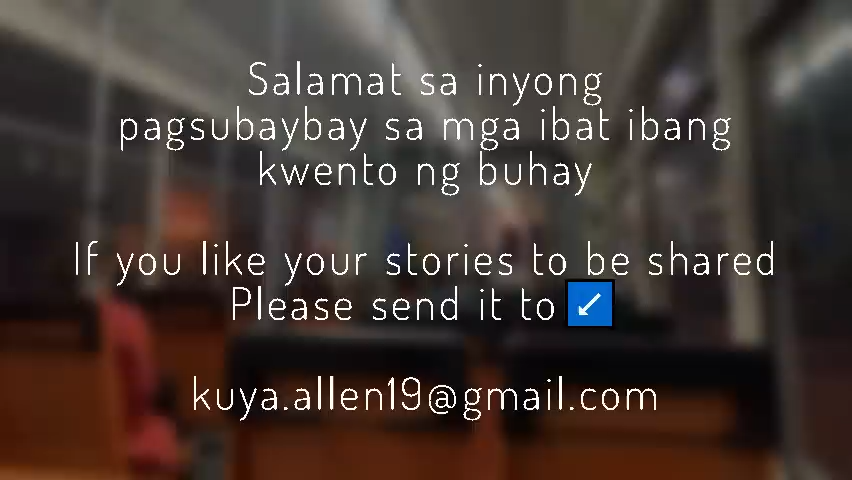 Salamat sa inyong
pagsubaybay sa mga ibat ibang
kwento ng buhay
If you like your stories to be shared
Please send it to ↙
kuya.allen19@gmail.com